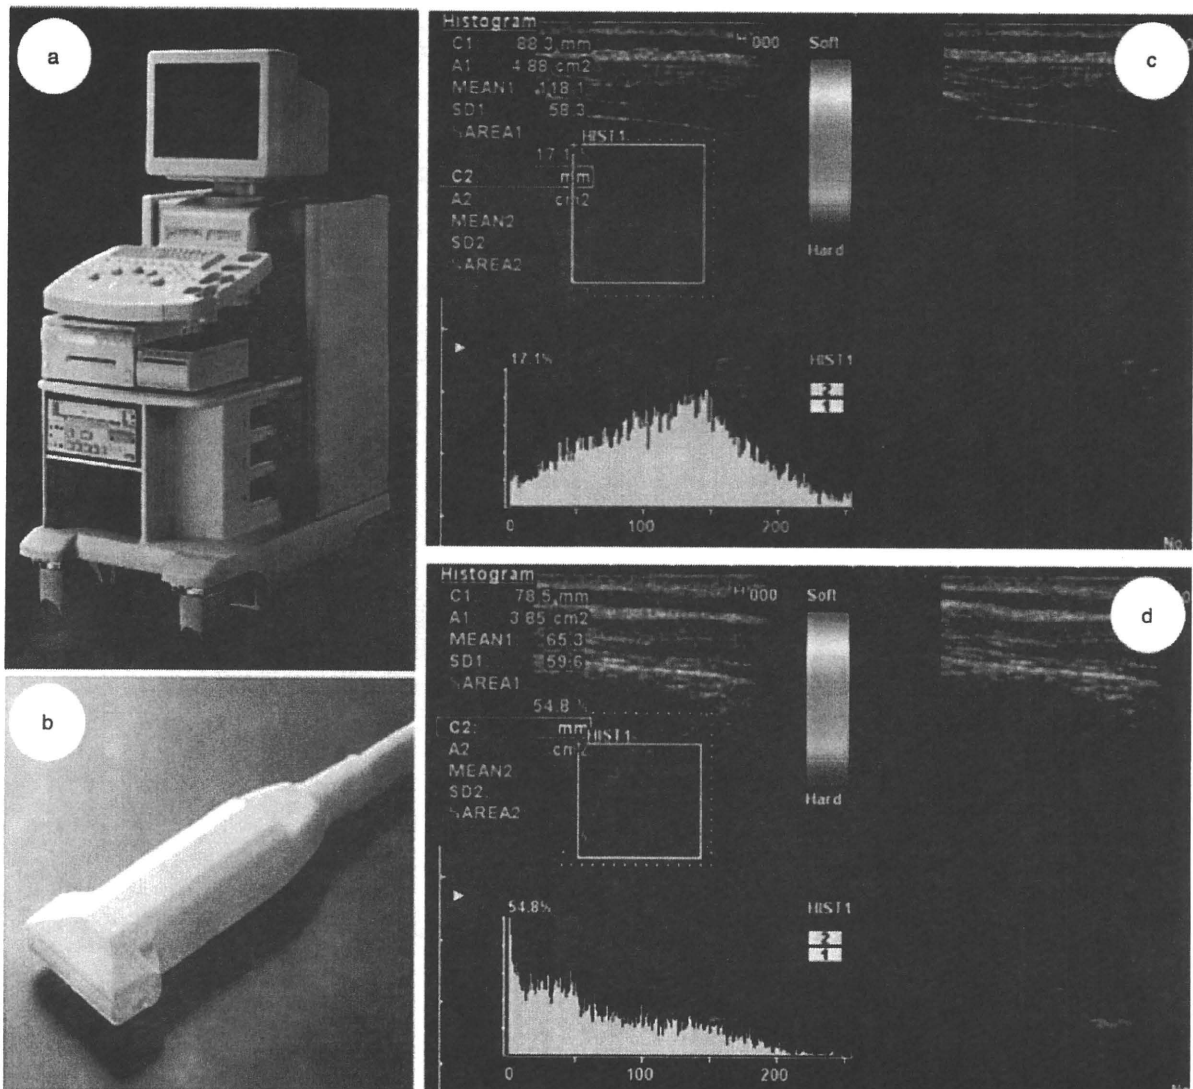 a
b
c
Histogram
C1 88.3 mm
000
Soft
A1 4.88 cm2
MEAN1 118.1
SD1 58.3
%AREA1
HIST1
17.1
C2 mm
A2 cm2
MEAN2
SD2
Hard
%AREA2
17.1%
HIST1
2
1
0 100 200
No.
d
Histogram
C1 78.5 mm
000
Soft
A1 3.85 cm2
MEAN1 65.3
SD1 59.6
%AREA1
54.8 %
C2: mm
HIST1
A2 cm2
MEAN2
SD2
Hard
%AREA2
54.8%
HIST1
2
1
0 100 200